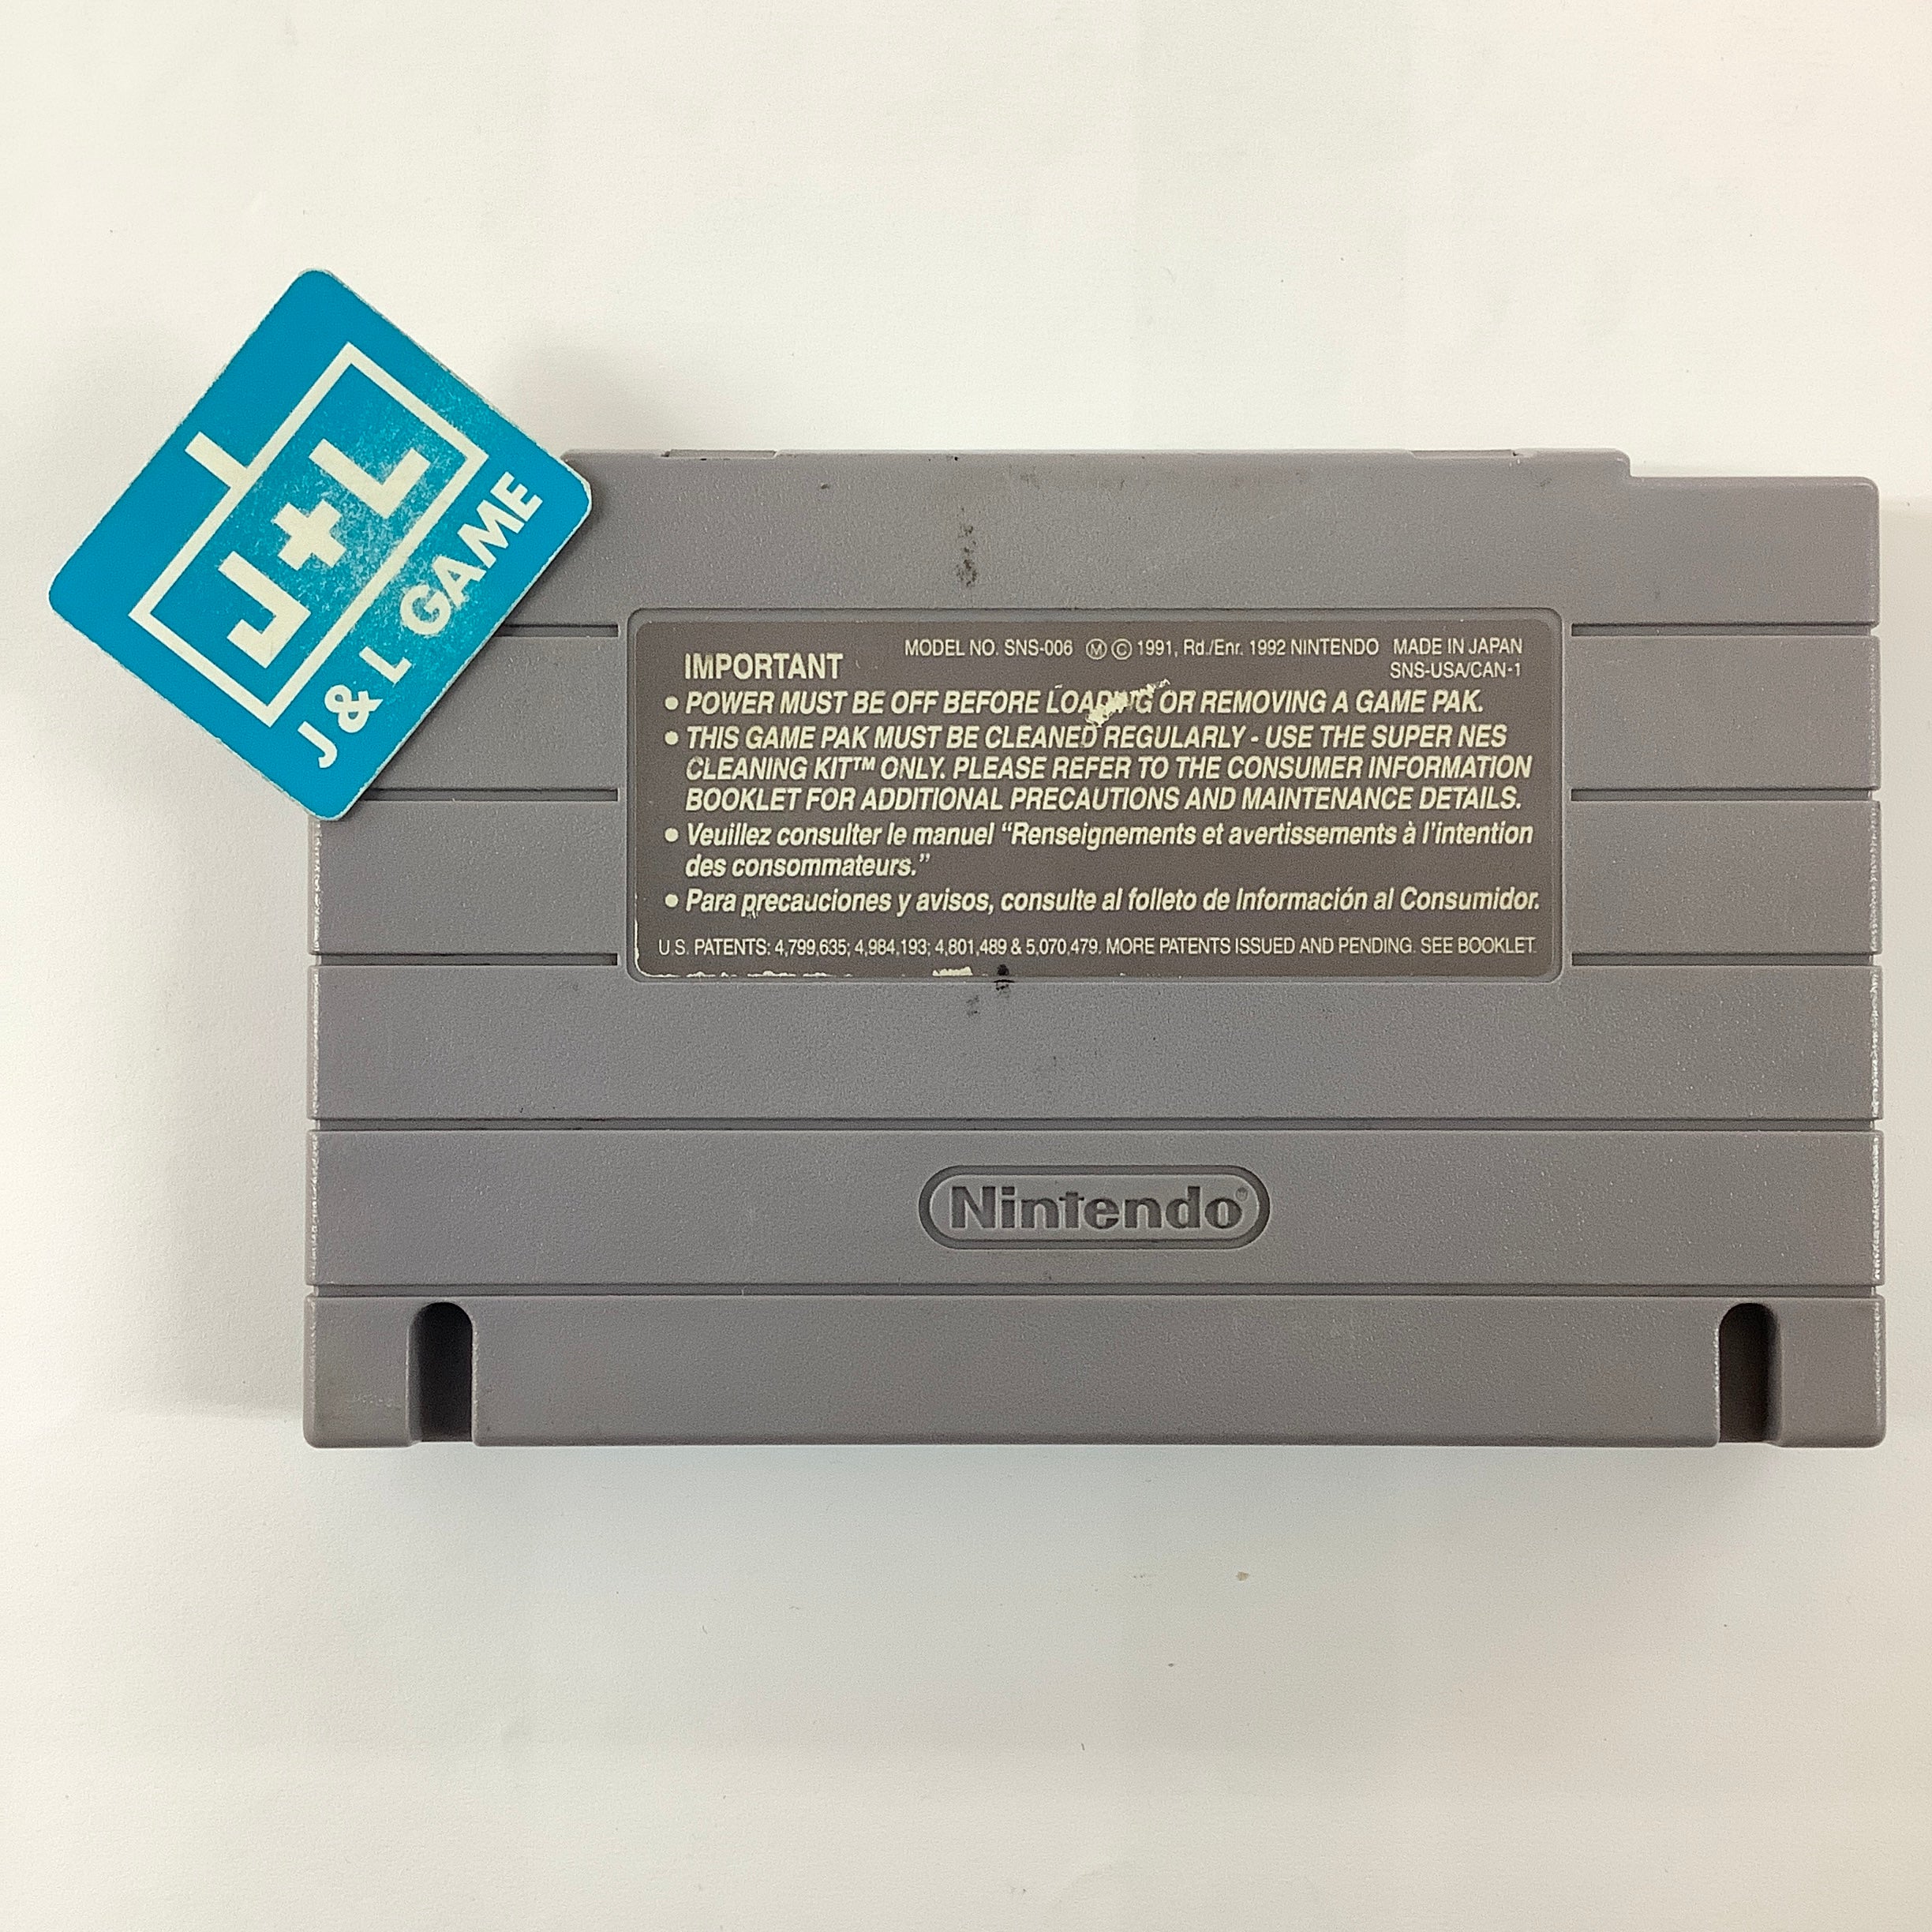 J+L
J & L GAME
MODEL NO. SNS-006 Ⓜ © 1991, Rd./Enr. 1992 NINTENDO MADE IN JAPAN
SNS-USA/CAN-1
IMPORTANT
• POWER MUST BE OFF BEFORE LOADING OR REMOVING A GAME PAK.
• THIS GAME PAK MUST BE CLEANED REGULARLY - USE THE SUPER NES
CLEANING KIT™ ONLY. PLEASE REFER TO THE CONSUMER INFORMATION
BOOKLET FOR ADDITIONAL PRECAUTIONS AND MAINTENANCE DETAILS.
• Veuillez consulter le manuel “Renseignements et avertissements à l’intention
des consommateurs.”
• Para precauciones y avisos, consulte al folleto de Información al Consumidor.
U.S. PATENTS: 4,799,635; 4,984,193; 4,801,489 & 5,070,479. MORE PATENTS ISSUED AND PENDING. SEE BOOKLET.
Nintendo®